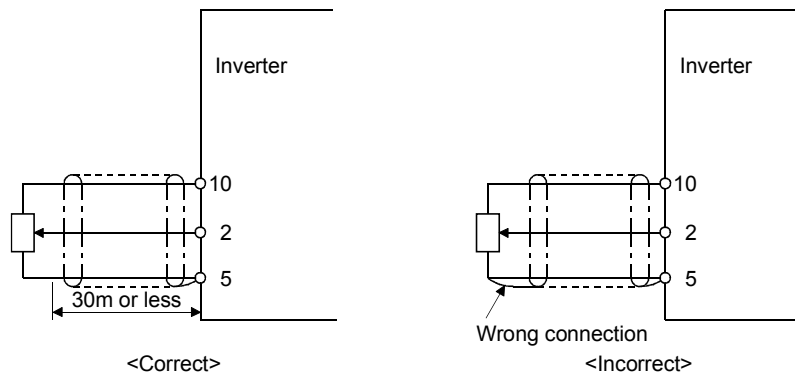 Inverter
10
2
5
30m or less
<Correct>
Inverter
10
2
5
Wrong connection
<Incorrect>